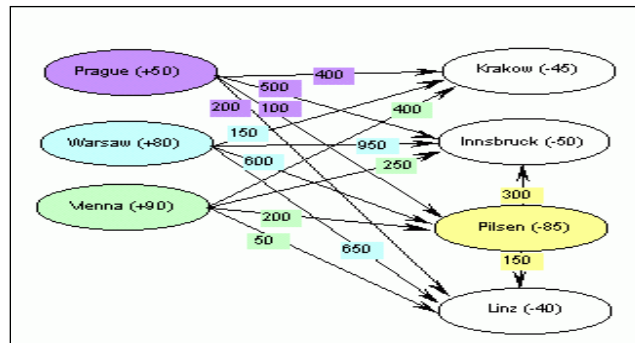 Prague (+50)
400
Krakow (-45)
500
200
100
400
150
Warsaw (+80)
950
Innsbruck (-50)
600
250
Vienna (+90)
300
200
Pilsen (-85)
50
650
150
Linz (-40)